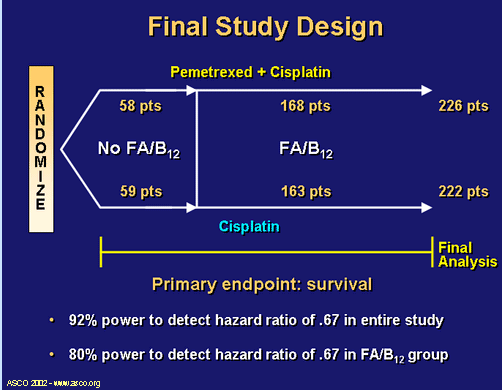 Final Study Design
Pemetrexed + Cisplatin
RANDOMIZE
58 pts
168 pts
226 pts
No FA/B12
FA/B12
59 pts
163 pts
222 pts
Cisplatin
Final
Analysis
Primary endpoint: survival
• 92% power to detect hazard ratio of .67 in entire study
• 80% power to detect hazard ratio of .67 in FA/B12 group
ASCO 2002 - www.asco.org